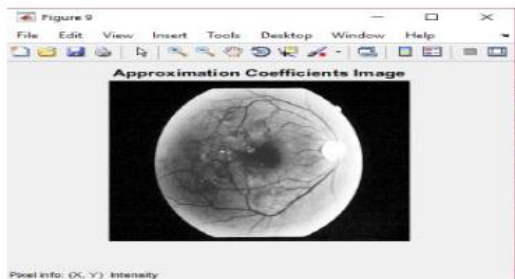 Figure 9
File Edit View Insert Tools Desktop Window Help
Approximation Coefficients Image
Pixel info: (X, Y) Intensity